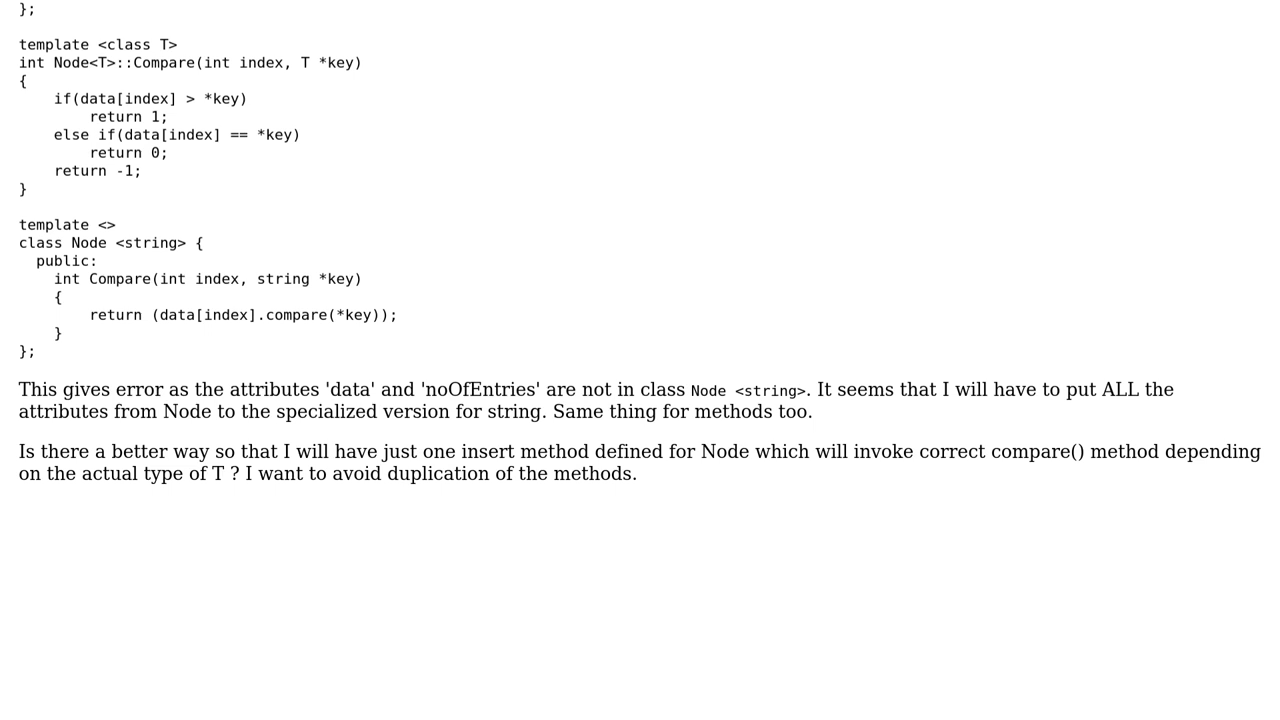 };

template <class T>
int Node<T>::Compare(int index, T *key)
{
    if(data[index] > *key)
        return 1;
    else if(data[index] == *key)
        return 0;
    return -1;
}

template <>
class Node <string> {
  public:
    int Compare(int index, string *key)
    {
        return (data[index].compare(*key));
    }
};

This gives error as the attributes 'data' and 'noOfEntries' are not in class Node <string>. It seems that I will have to put ALL the
attributes from Node to the specialized version for string. Same thing for methods too.

Is there a better way so that I will have just one insert method defined for Node which will invoke correct compare() method depending
on the actual type of T ? I want to avoid duplication of the methods.